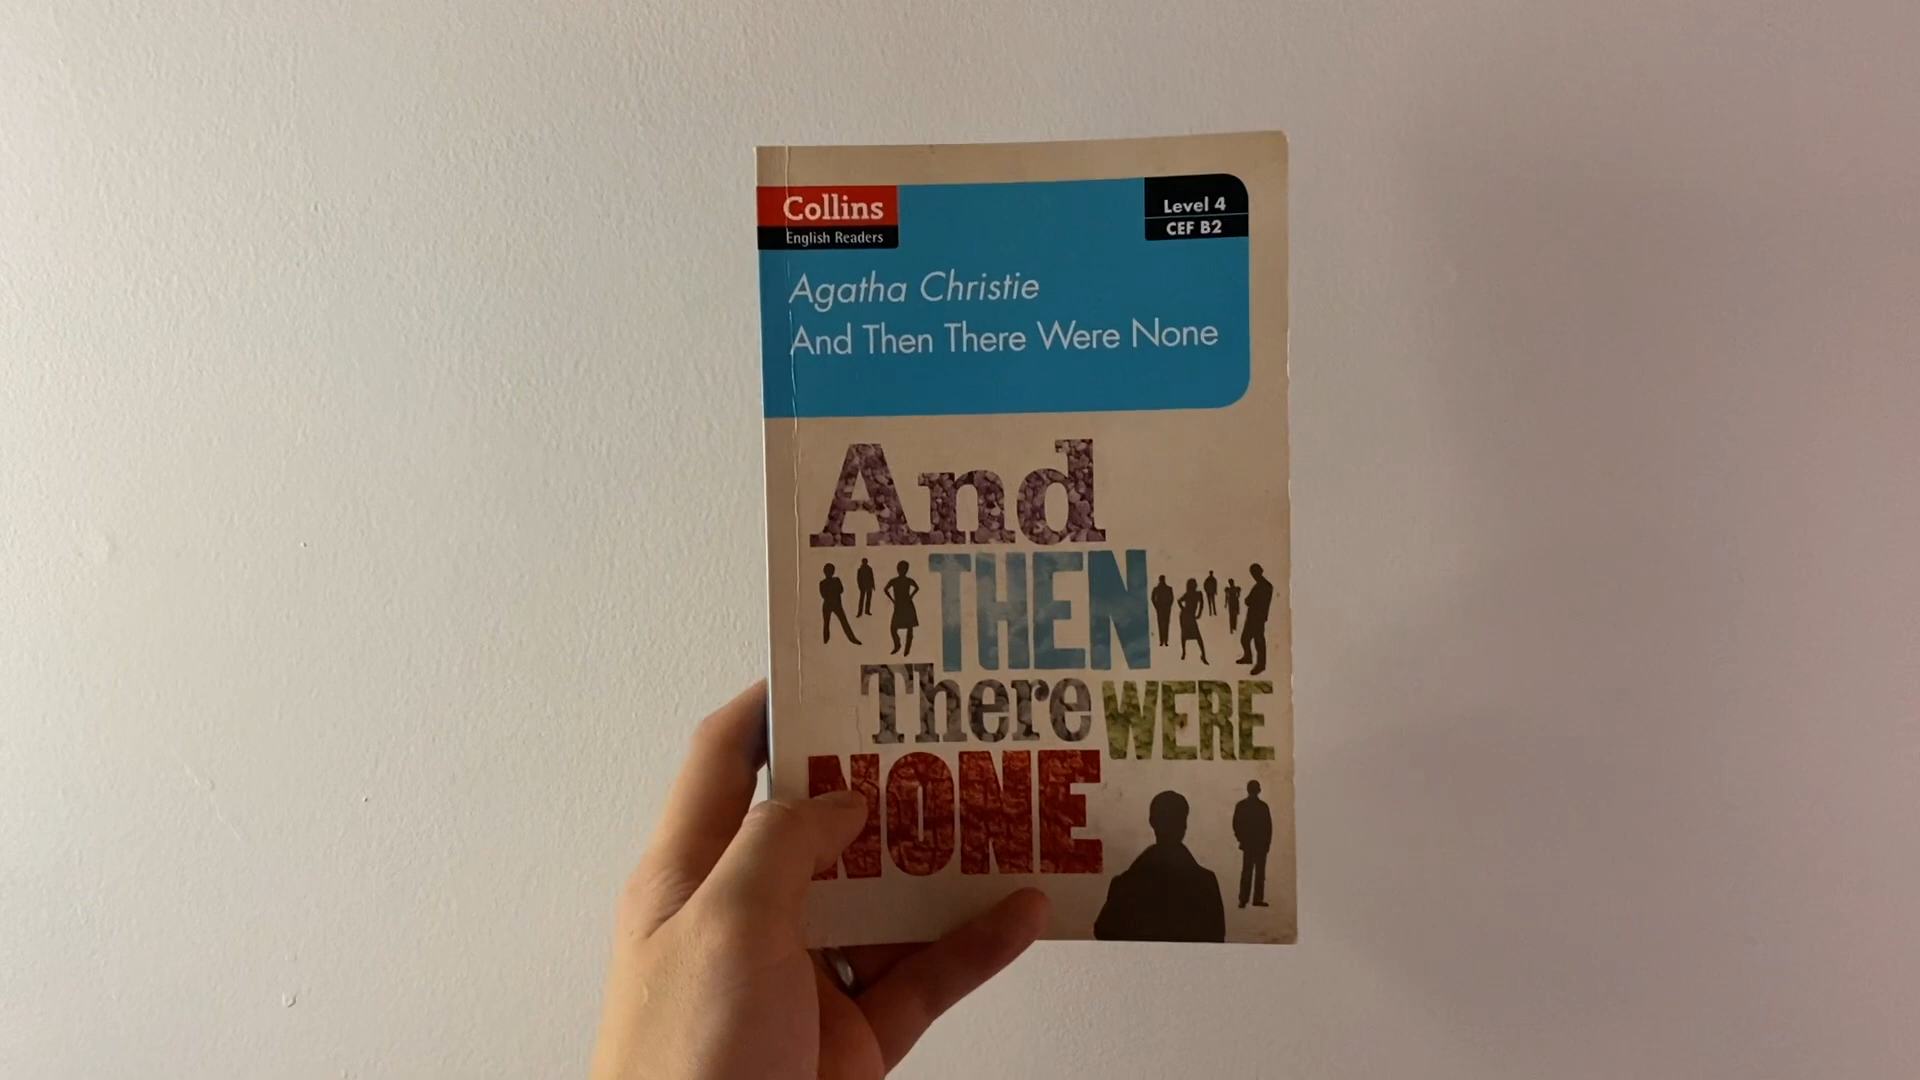 Collins
English Readers
Level 4
CEF B2
Agatha Christie
And Then There Were None
And
THEN
There WERE
NONE